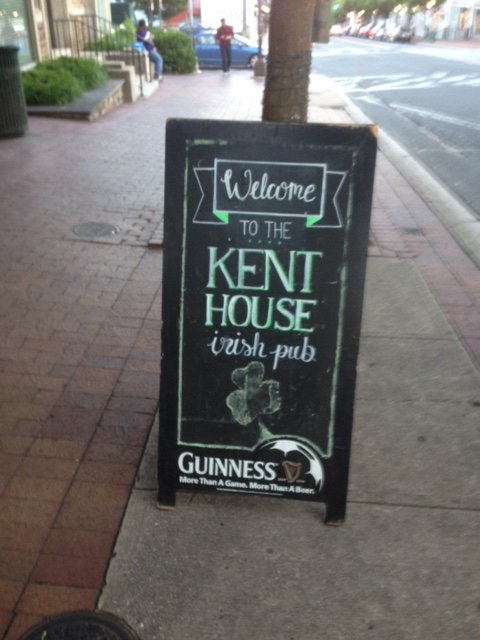 Welcome
TO THE
KENT
HOUSE
irish pub
GUINNESS
More Than A Game. More Than A Beer.